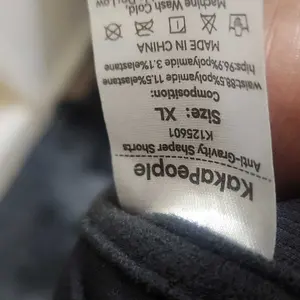 KakaPeople
Anti-Gravity Shaper Shorts
K125601
Size: XL
Composition:
Waist:88.5%polyamide 11.5%elastane
hips:96.9%polyamide 3.1%elastane
MADE IN CHINA
Machine Wash Cold,